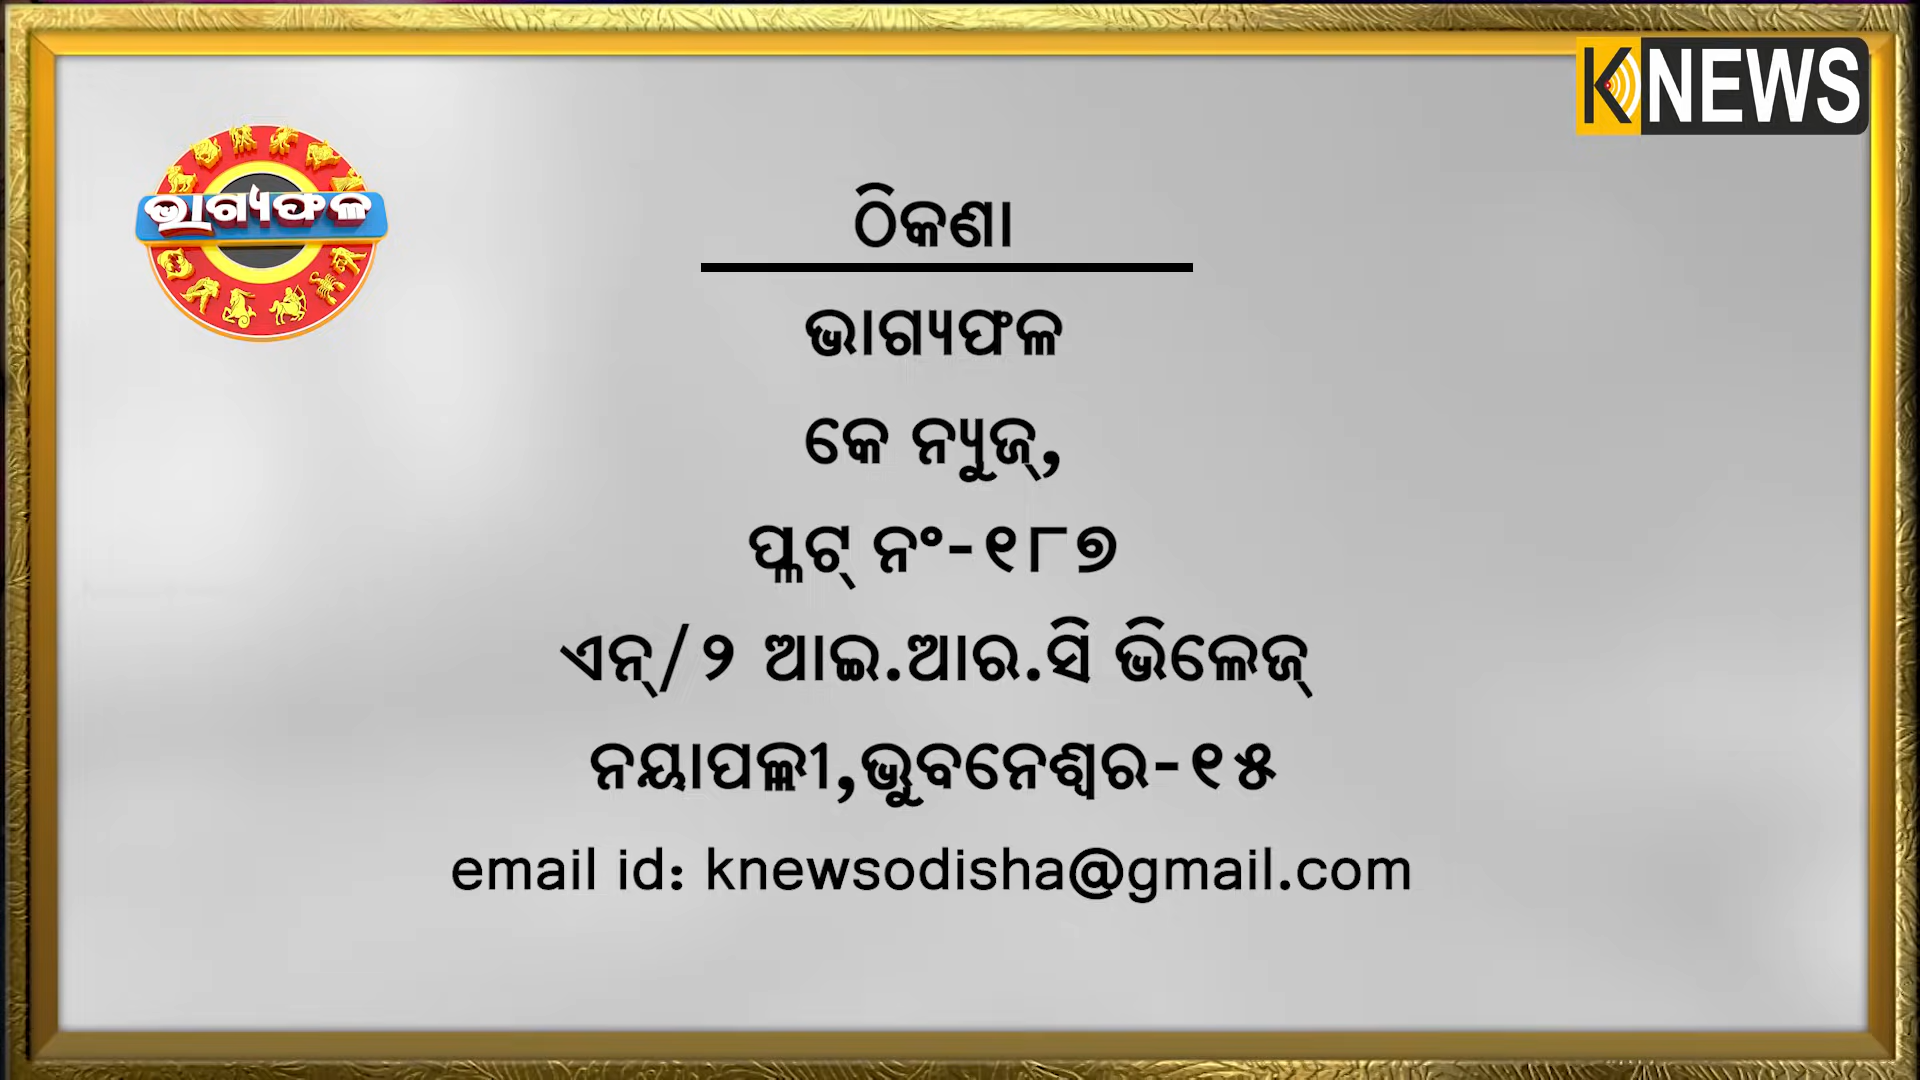 KNEWS
ଭାଗ୍ୟଫଳ
ଠିକଣା
ଭାଗ୍ୟଫଳ
କେ ନ୍ୟୁଜ୍,
ପ୍ଲଟ୍ ନଂ-୧୮୭
ଏନ୍/୨ ଆଇ.ଆର.ସି ଭିଲେଜ୍
ନୟାପଲ୍ଲୀ,ଭୁବନେଶ୍ୱର-୧୫
email id: knewsodisha@gmail.com